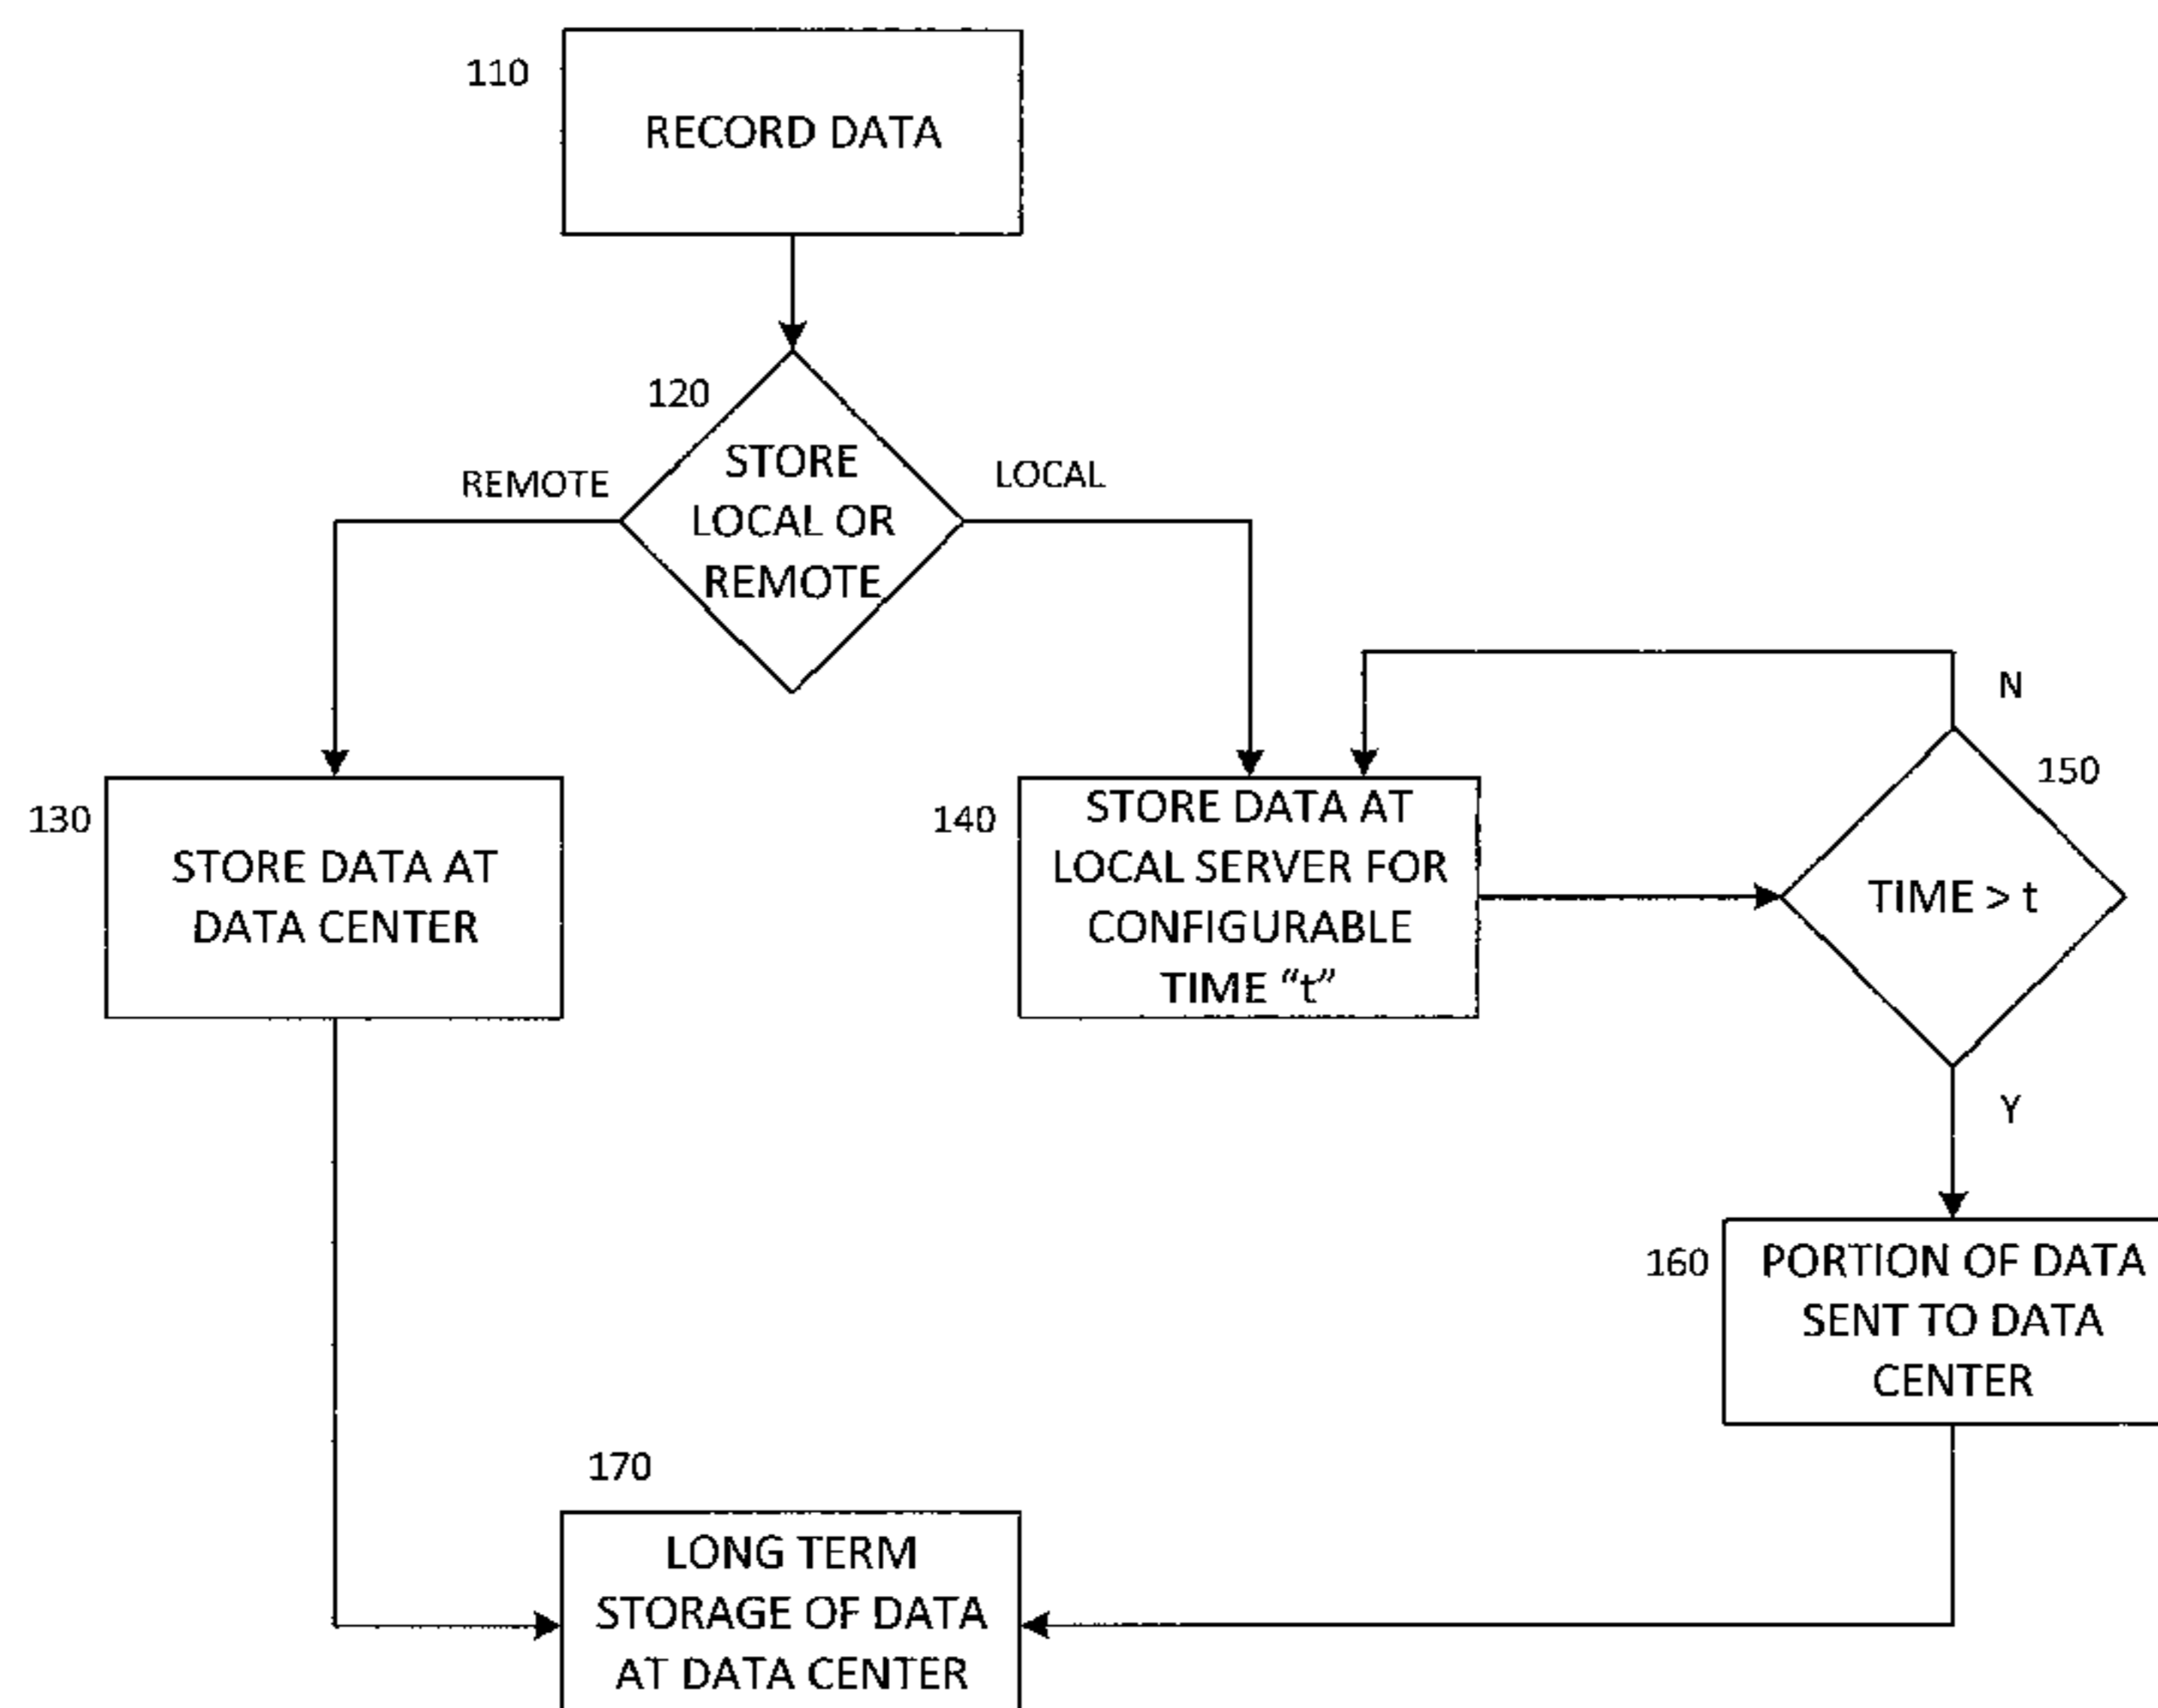 110
RECORD DATA
120
STORE
LOCAL OR
REMOTE
REMOTE
LOCAL
N
150
TIME > t
130
STORE DATA AT
DATA CENTER
140
STORE DATA AT
LOCAL SERVER FOR
CONFIGURABLE
TIME “t”
Y
160
PORTION OF DATA
SENT TO DATA
CENTER
170
LONG TERM
STORAGE OF DATA
AT DATA CENTER